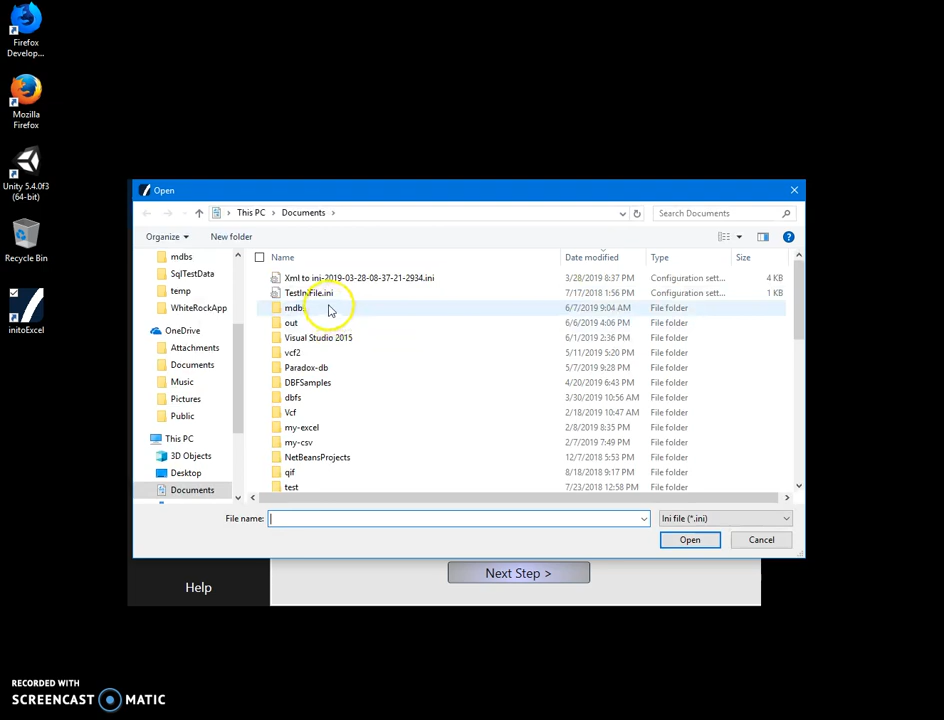 Firefox
Develop...
Mozilla
Firefox
Unity 5.4.0f3
(64-bit)
Recycle Bin
initoExcel
Open
This PC > Documents >
Search Documents
Organize
New folder
mdbs
SqlTestData
temp
WhiteRockApp
OneDrive
Attachments
Documents
Music
Pictures
Public
This PC
3D Objects
Desktop
Documents
Name Date modified Type Size
Xml to ini-2019-03-28-08-37-21-2934.ini 3/28/2019 8:37 PM Configuration sett... 4 KB
TestIniFile.ini 7/17/2018 1:56 PM Configuration sett... 1 KB
mdbs 6/7/2019 9:04 AM File folder
out 6/6/2019 4:06 PM File folder
Visual Studio 2015 6/1/2019 2:36 PM File folder
vcf2 5/11/2019 5:20 PM File folder
Paradox-db 5/7/2019 9:28 PM File folder
DBFSamples 4/20/2019 6:43 PM File folder
dbfs 3/30/2019 10:56 AM File folder
Vcf 2/18/2019 10:47 AM File folder
my-excel 2/8/2019 8:35 PM File folder
my-csv 2/7/2019 7:49 PM File folder
NetBeansProjects 12/7/2018 5:53 PM File folder
qif 8/18/2018 9:17 PM File folder
test 7/23/2018 12:58 PM File folder
File name:
Ini file (*.ini)
Open
Cancel
Help
Next Step >
RECORDED WITH
SCREENCAST MATIC